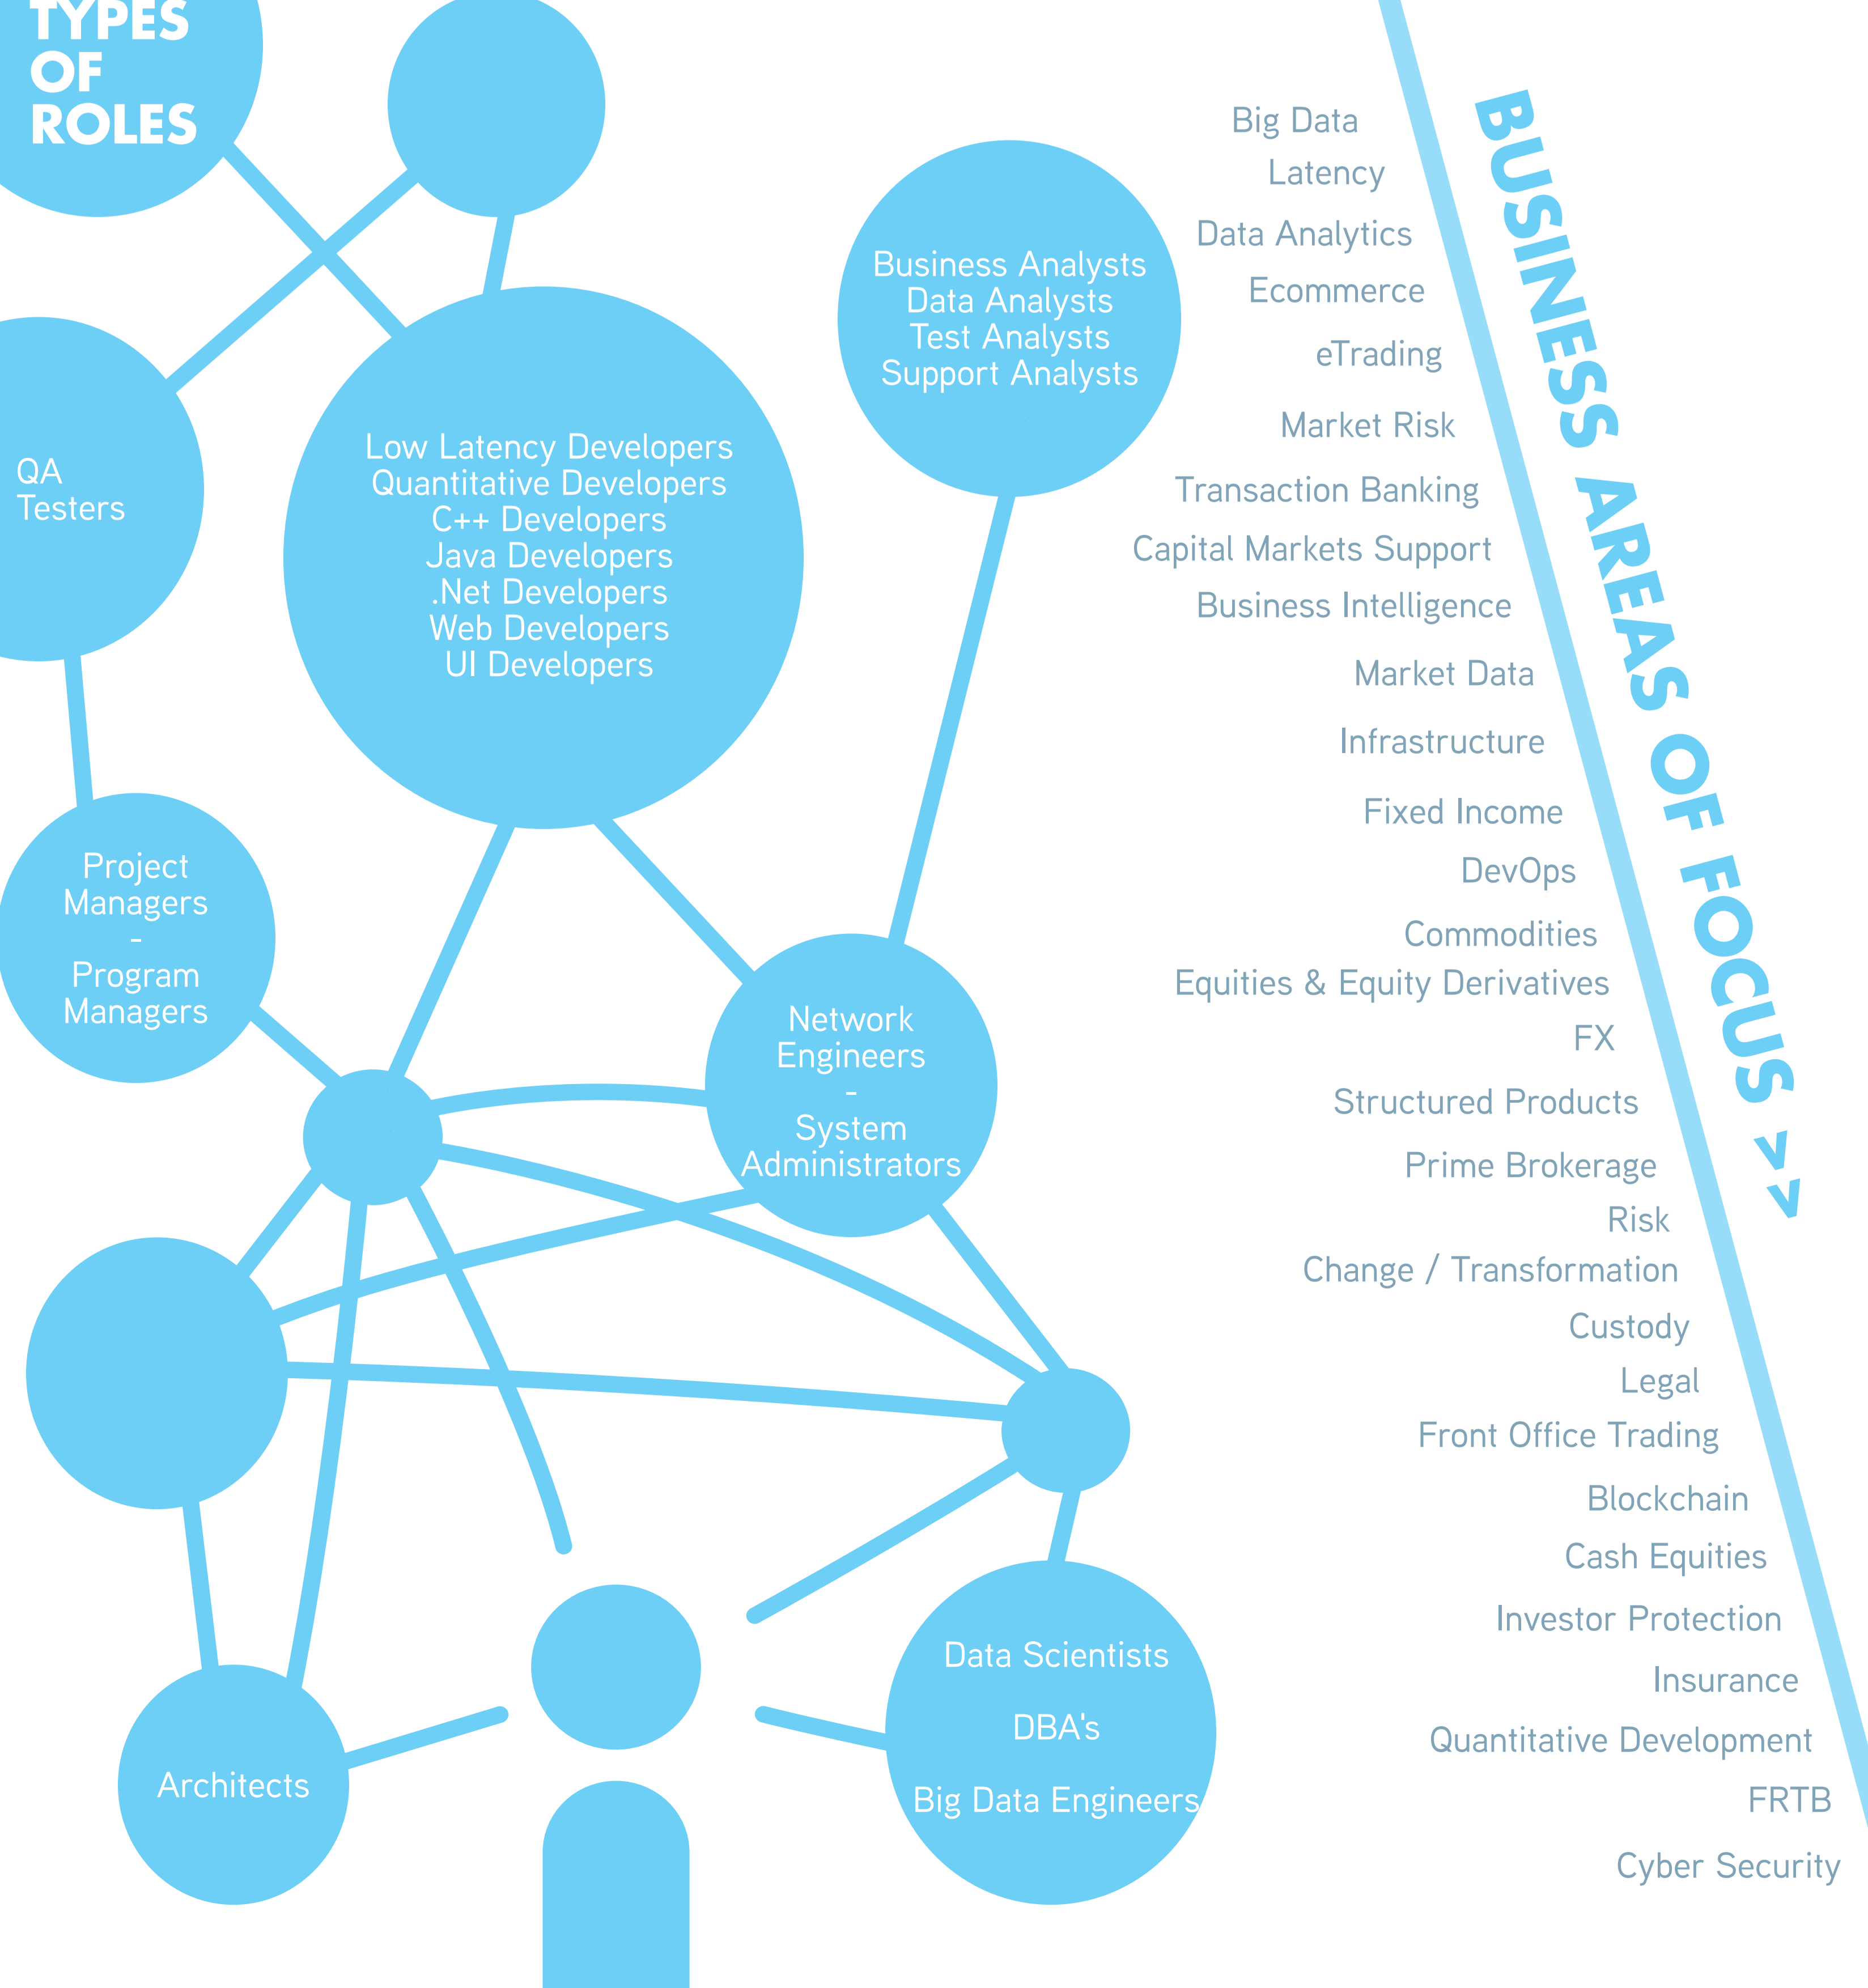 TYPES
OF
ROLES
QA
Testers
Low Latency Developers
Quantitative Developers
C++ Developers
Java Developers
.Net Developers
Web Developers
UI Developers
Business Analysts
Data Analysts
Test Analysts
Support Analysts
Project
Managers
-
Program
Managers
Network
Engineers
-
System
Administrators
Architects
Data Scientists
DBA's
Big Data Engineers
Big Data
Latency
Data Analytics
Ecommerce
eTrading
Market Risk
Transaction Banking
Capital Markets Support
Business Intelligence
Market Data
Infrastructure
Fixed Income
DevOps
Commodities
Equities & Equity Derivatives
FX
Structured Products
Prime Brokerage
Risk
Change / Transformation
Custody
Legal
Front Office Trading
Blockchain
Cash Equities
Investor Protection
Insurance
Quantitative Development
FRTB
Cyber Security
BUSINESS AREAS OF FOCUS >>